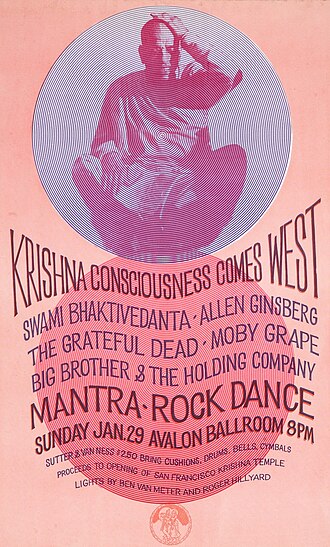 KRISHNA CONSCIOUSNESS COMES WEST
SWAMI BHAKTIVEDANTA · ALLEN GINSBERG
THE GRATEFUL DEAD · MOBY GRAPE
BIG BROTHER & THE HOLDING COMPANY
MANTRA · ROCK DANCE
SUNDAY JAN. 29 AVALON BALLROOM 8PM
SUTTER & VAN NESS $2.50 BRING CUSHIONS, DRUMS, BELLS, CYMBALS
PROCEEDS TO OPENING OF SAN FRANCISCO KRISHNA TEMPLE
LIGHTS BY BEN VAN METER AND ROGER HILLYARD